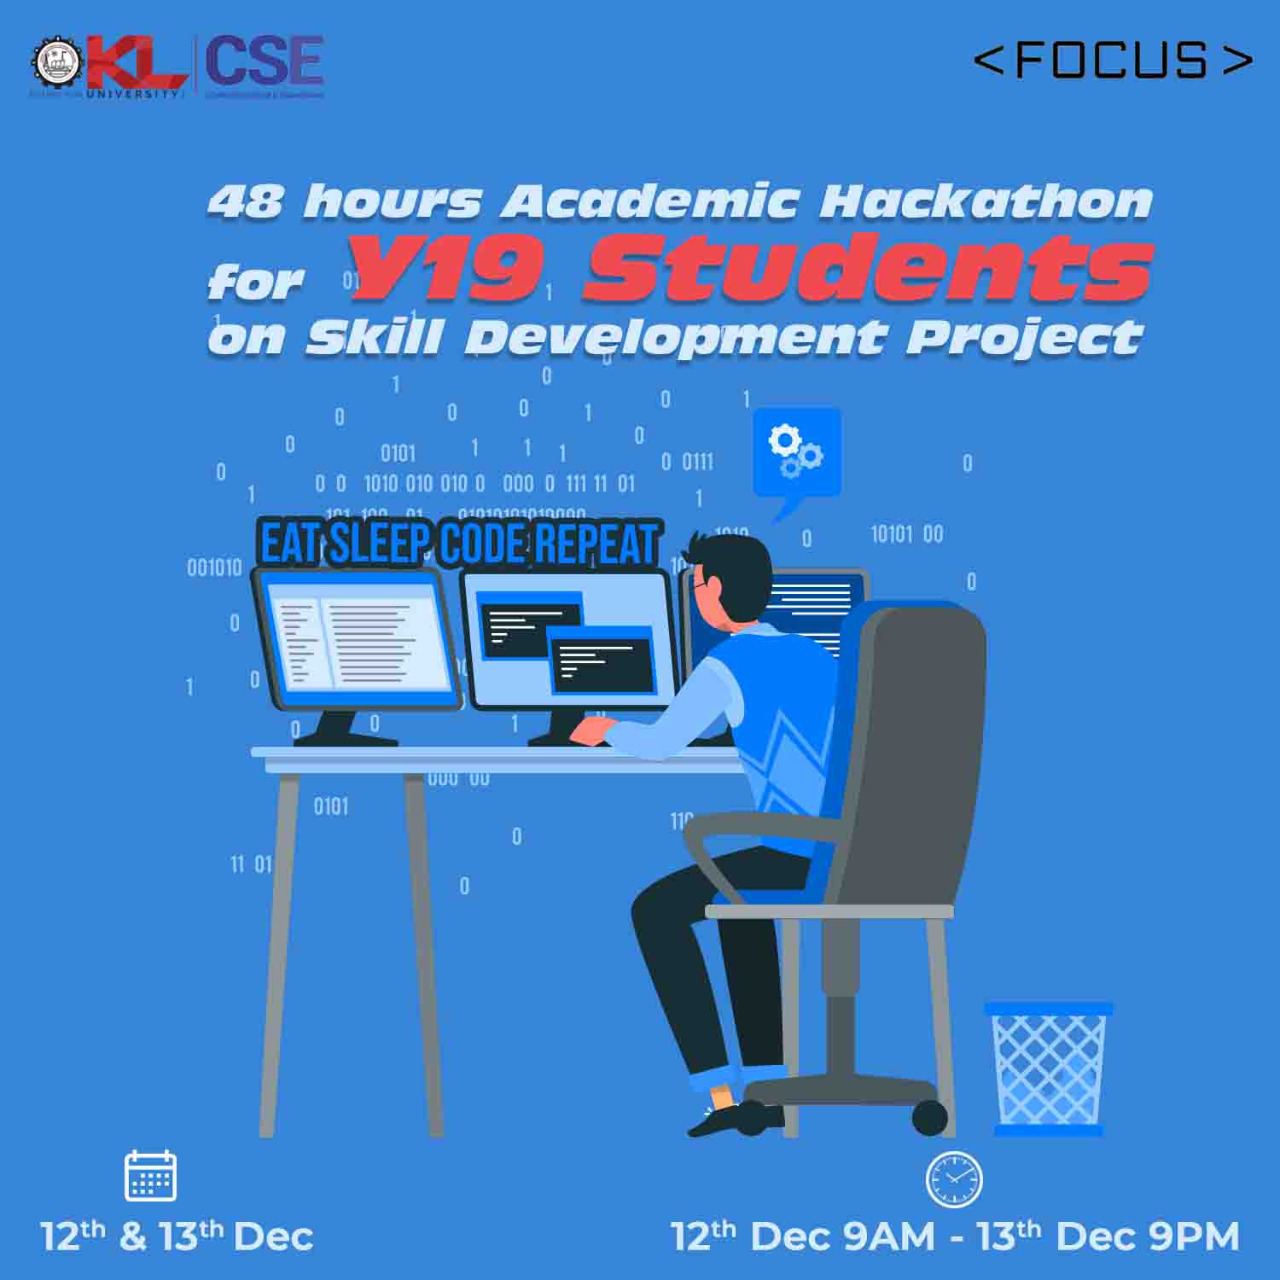 KL | CSE
UNIVERSITY
<FOCUS>
48 hours Academic Hackathon
for Y19 Students
on Skill Development Project
EAT SLEEP CODE REPEAT
12th & 13th Dec
12th Dec 9AM - 13th Dec 9PM